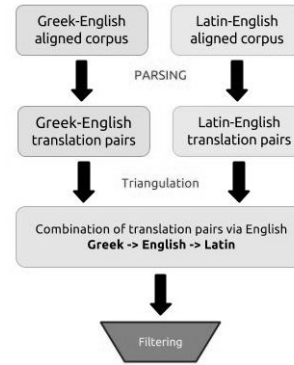 Greek-English
aligned corpus
Latin-English
aligned corpus
PARSING
Greek-English
translation pairs
Latin-English
translation pairs
Triangulation
Combination of translation pairs via English
Greek -> English -> Latin
Filtering